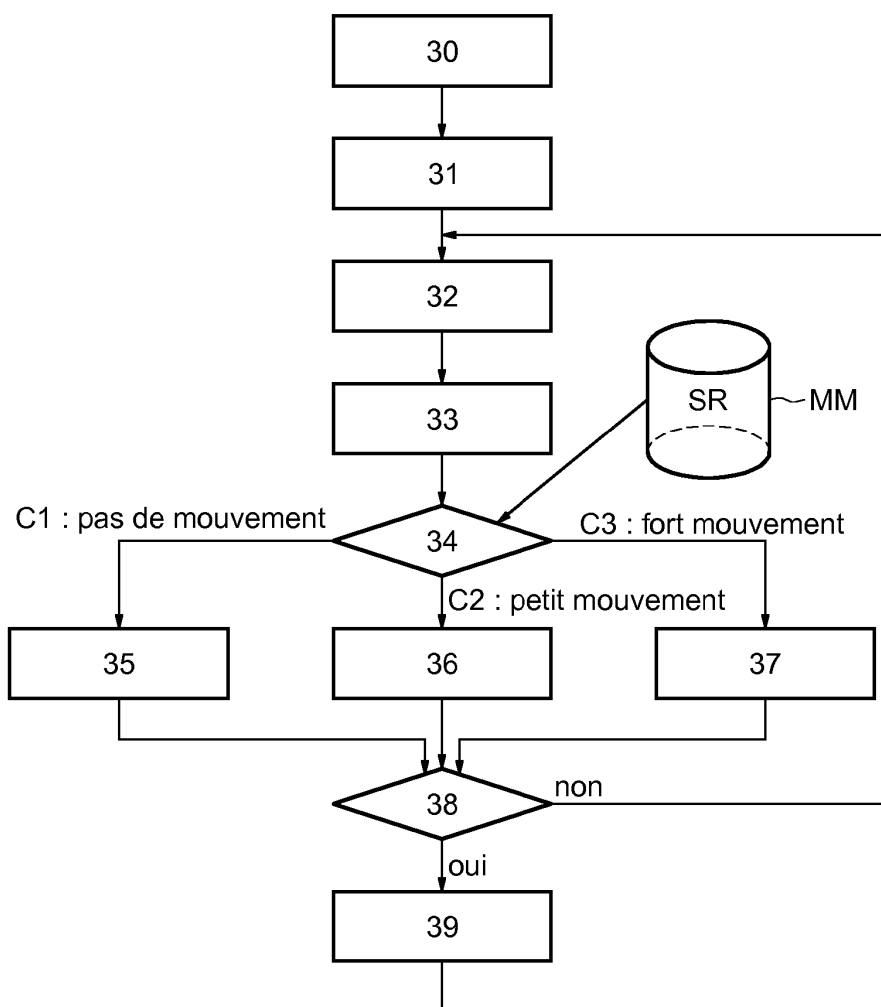 30
31
32
33
SR
MM
C1 : pas de mouvement
34
C3 : fort mouvement
C2 : petit mouvement
35
36
37
38
non
oui
39